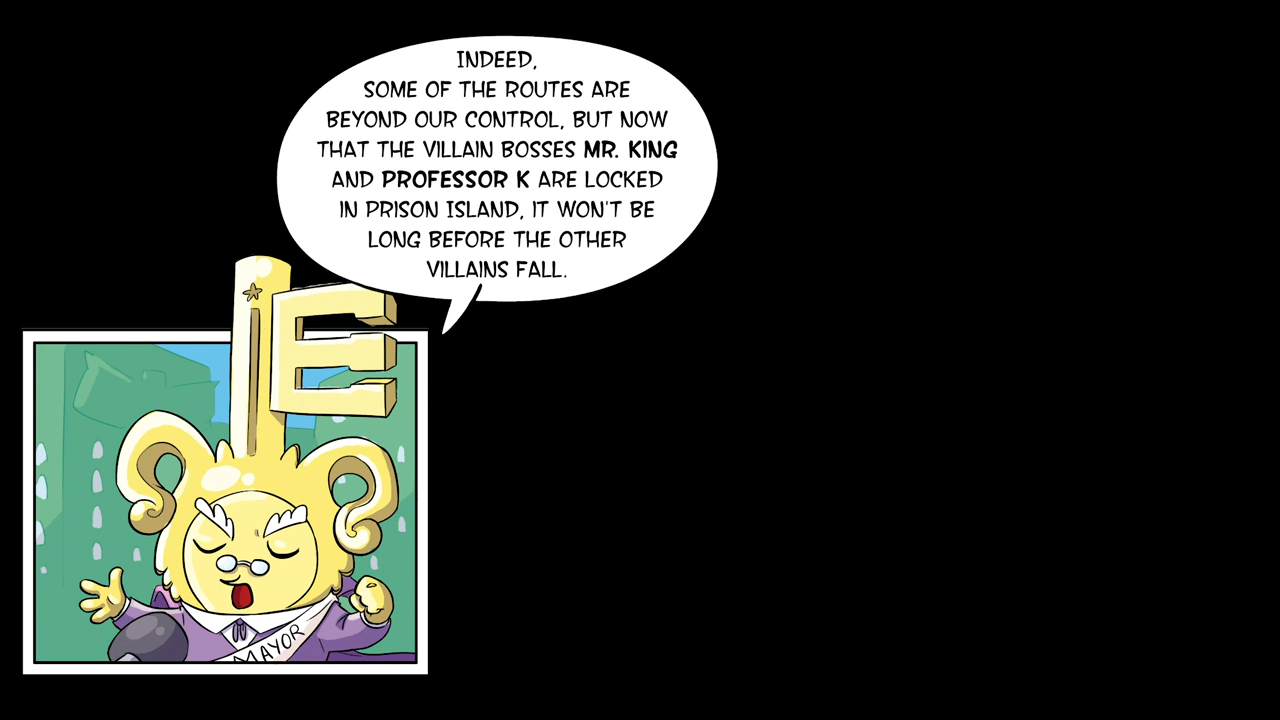 INDEED,
SOME OF THE ROUTES ARE
BEYOND OUR CONTROL, BUT NOW
THAT THE VILLAIN BOSSES MR. KING
AND PROFESSOR K ARE LOCKED
IN PRISON ISLAND, IT WON'T BE
LONG BEFORE THE OTHER
VILLAINS FALL.
E
MAYOR